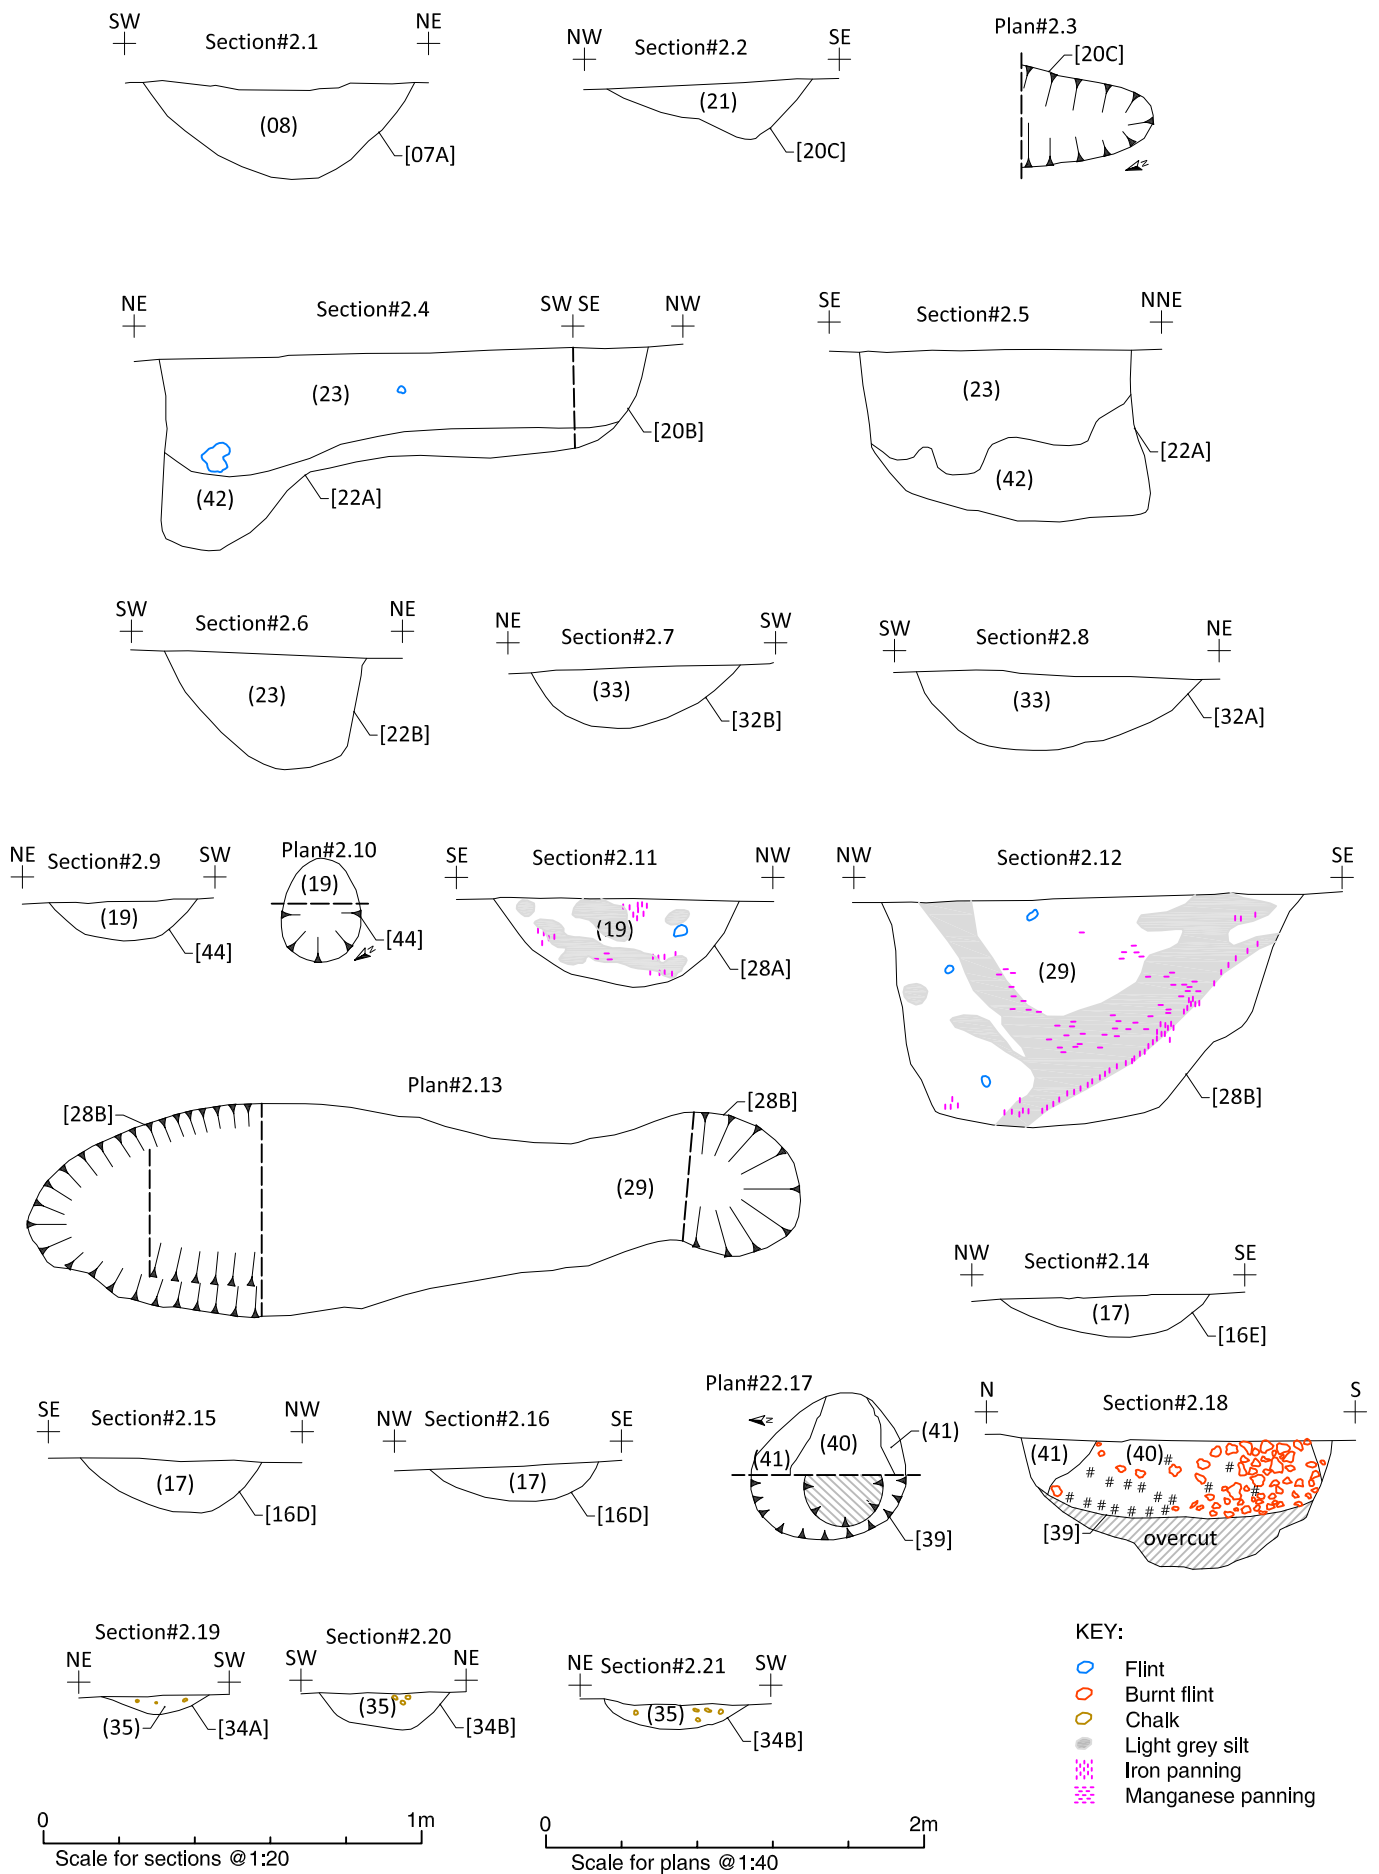 SW
Section#2.1
NE
(08)
[07A]
NW
Section#2.2
SE
(21)
[20C]
Plan#2.3
[20C]
N
NE
Section#2.4
SW SE
NW
(23)
[20B]
(42)
[22A]
SE
Section#2.5
NNE
(23)
[22A]
(42)
SW
Section#2.6
NE
(23)
[22B]
NE
Section#2.7
SW
(33)
[32B]
SW
Section#2.8
NE
(33)
[32A]
NE
Section#2.9
SW
(19)
[44]
Plan#2.10
(19)
[44]
N
SE
Section#2.11
NW
(19)
[28A]
NW
Section#2.12
SE
(29)
[28B]
Plan#2.13
[28B]
[28B]
(29)
NW
Section#2.14
SE
(17)
[16E]
SE
Section#2.15
NW
(17)
[16D]
NW
Section#2.16
SE
(17)
[16D]
Plan#22.17
N
(41)
(40)
(41)
[39]
N
Section#2.18
S
(41)
(40)
# # # # # # # # # # # # # # # # #
[39]
overcut
Section#2.19
NE
SW
(35)
[34A]
Section#2.20
SW
NE
(35)
[34B]
NE
Section#2.21
SW
(35)
[34B]
KEY:
Flint
Burnt flint
Chalk
Light grey silt
Iron panning
Manganese panning
0
1m
Scale for sections @1:20
0
2m
Scale for plans @1:40